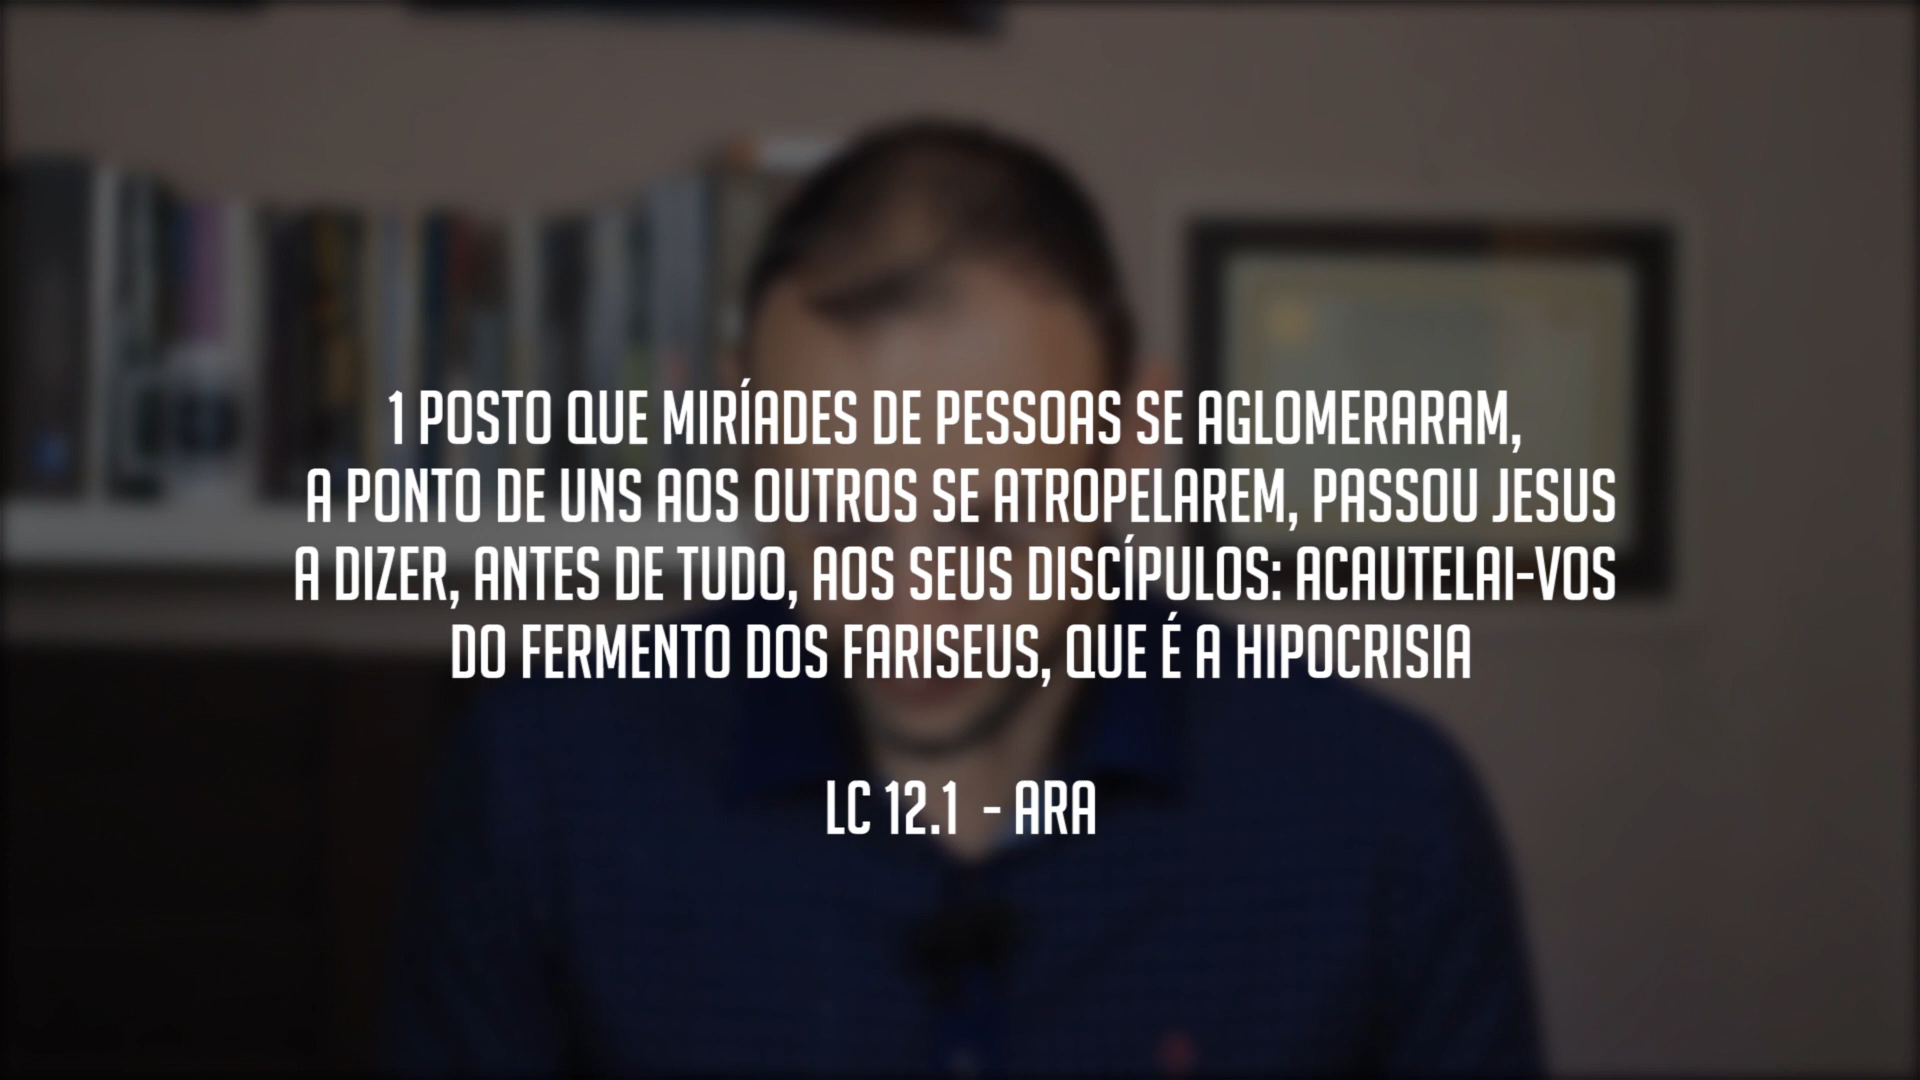 1 POSTO QUE MIRÍADES DE PESSOAS SE AGLOMERARAM,
A PONTO DE UNS AOS OUTROS SE ATROPELAREM, PASSOU JESUS
A DIZER, ANTES DE TUDO, AOS SEUS DISCÍPULOS: ACAUTELAI-VOS
DO FERMENTO DOS FARISEUS, QUE É A HIPOCRISIA
LC 12.1 - ARA